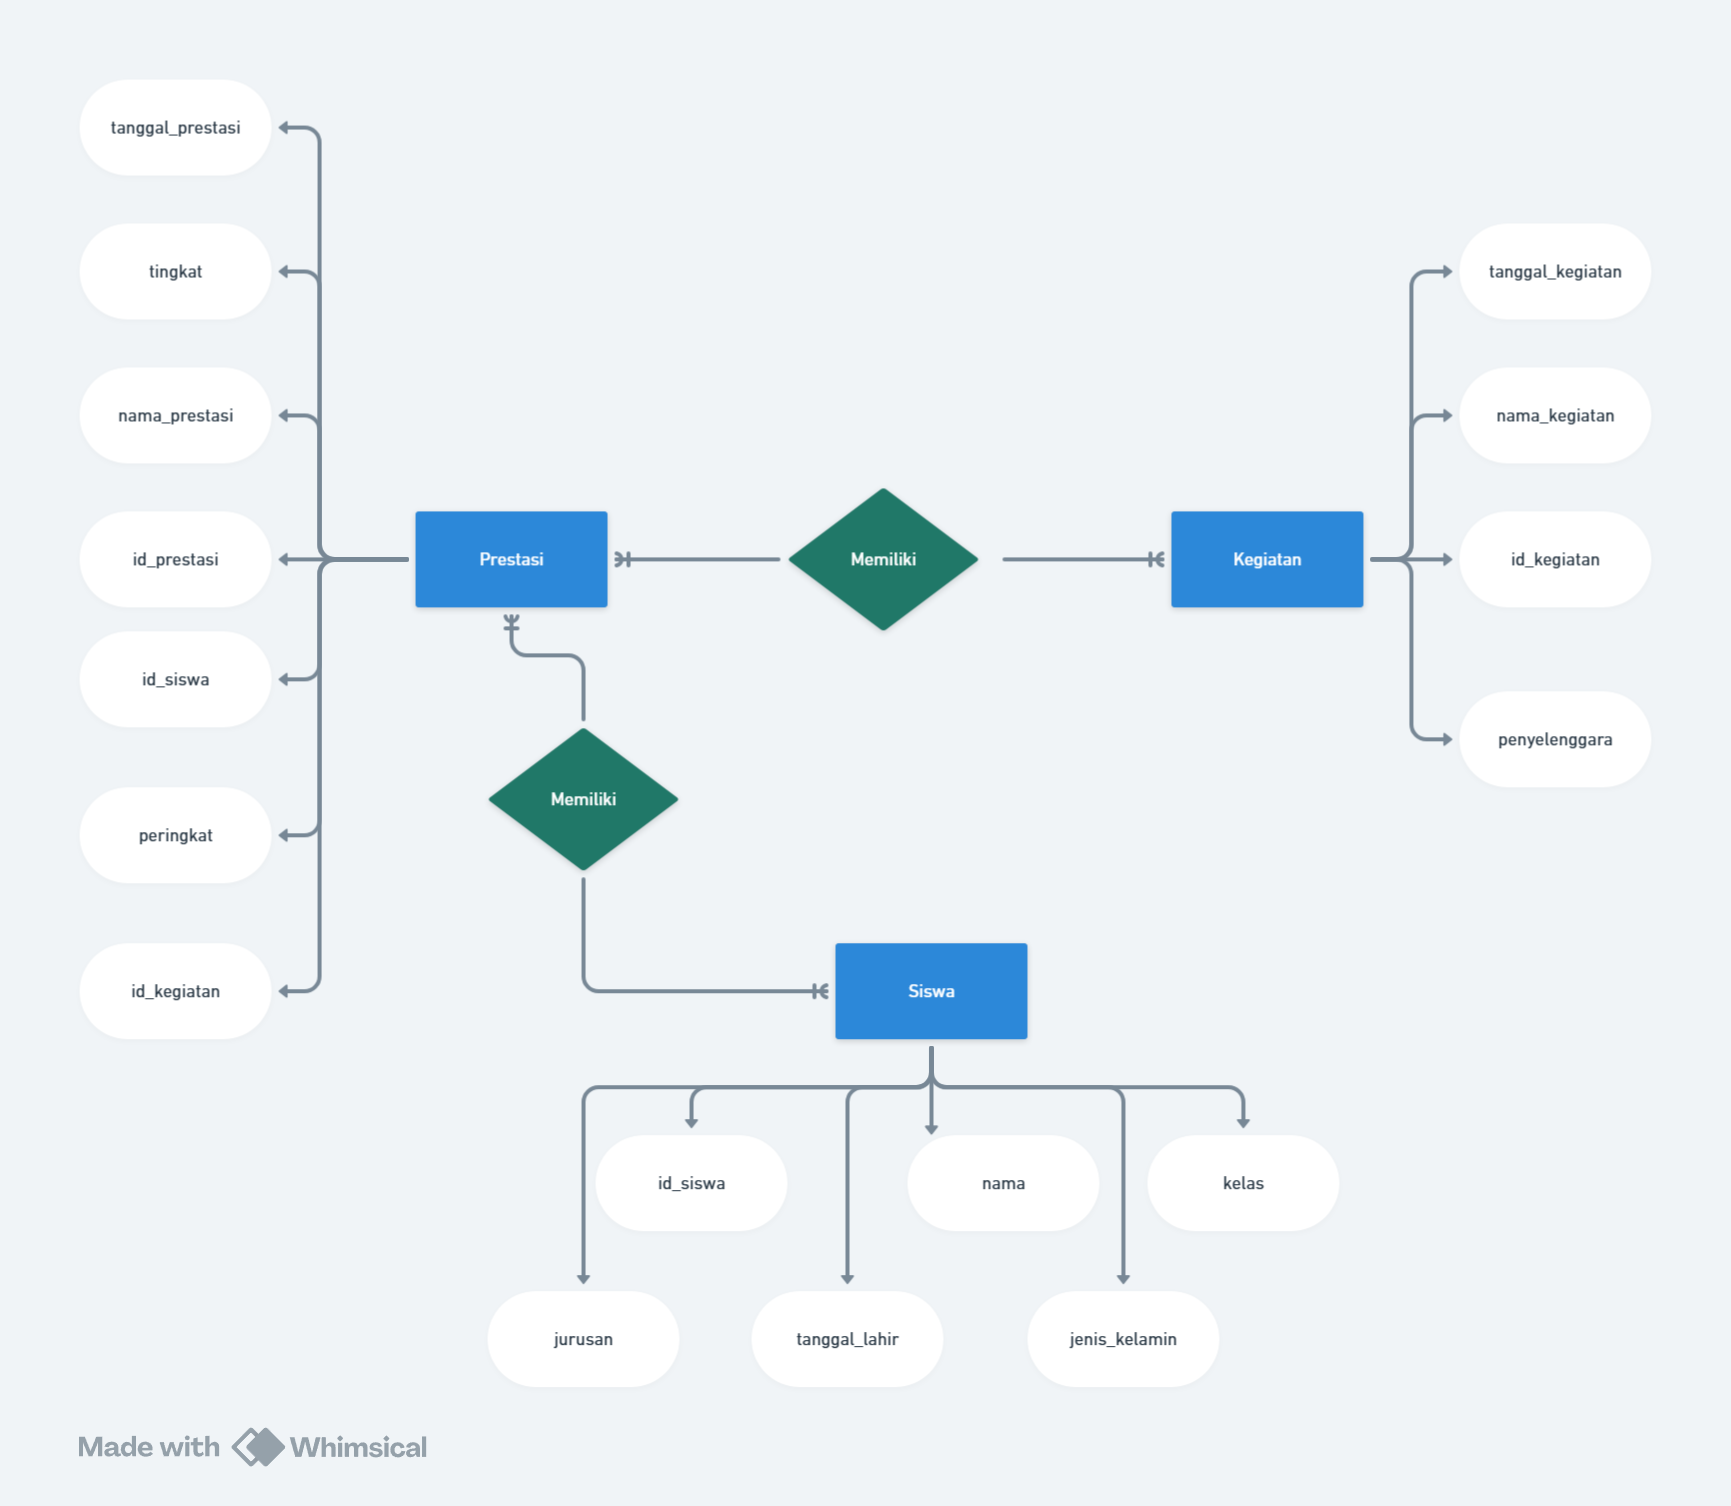 tanggal_prestasi
tingkat
nama_prestasi
id_prestasi
id_siswa
peringkat
id_kegiatan
Prestasi
Memiliki
Kegiatan
tanggal_kegiatan
nama_kegiatan
id_kegiatan
penyelenggara
Memiliki
Siswa
id_siswa
nama
kelas
jurusan
tanggal_lahir
jenis_kelamin
Made with Whimsical